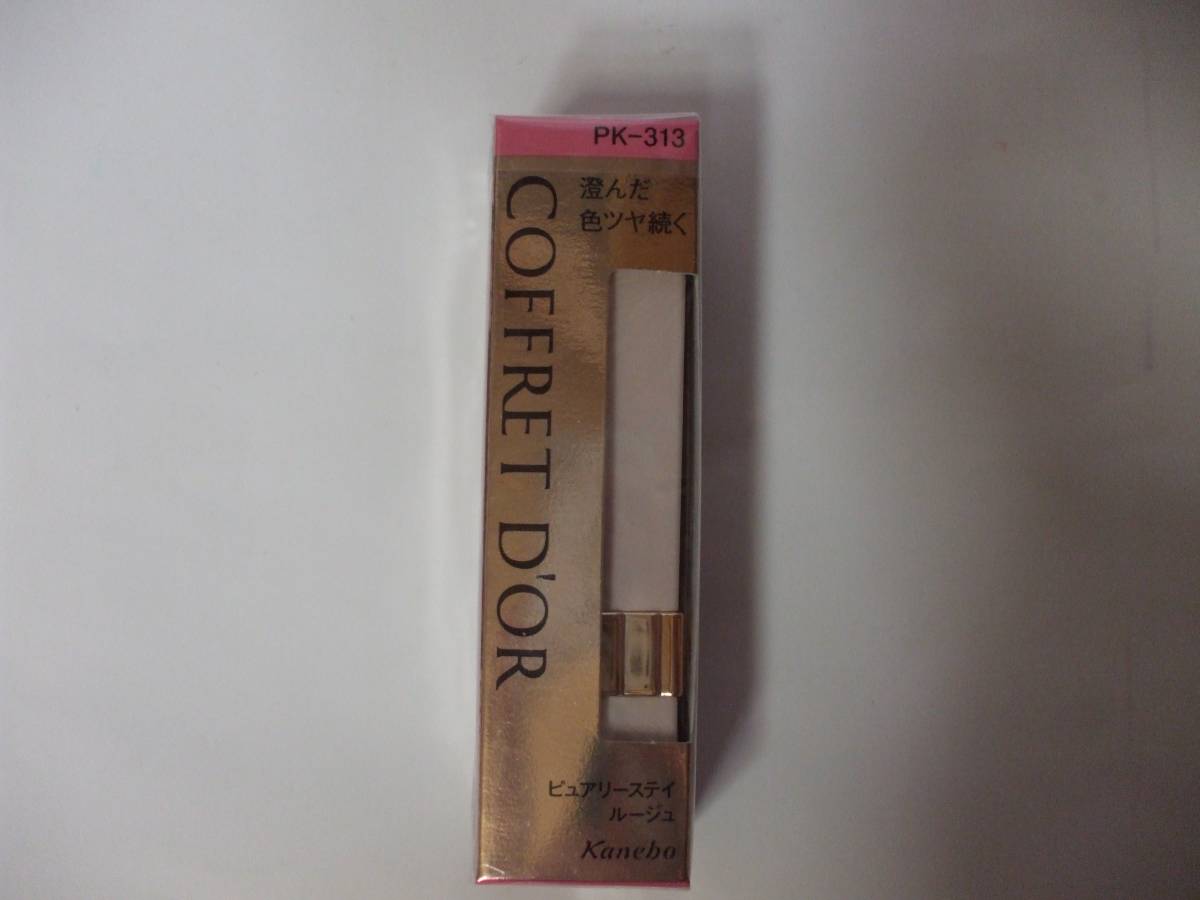 PK-313
澄んだ
色ツヤ続く
COFFRET D'OR
ピュアリーステイ
ルージュ
Kanebo